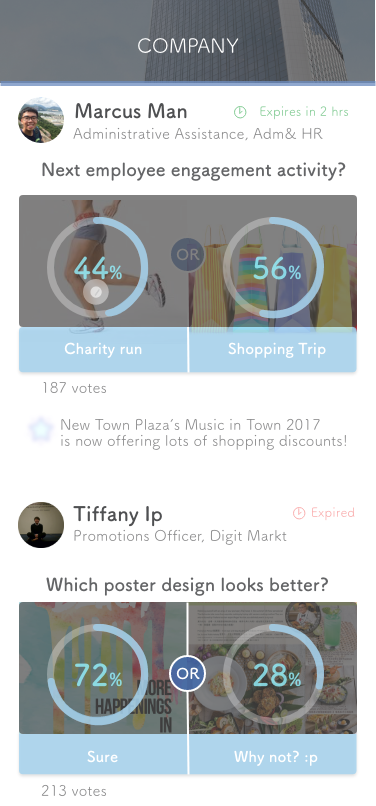 COMPANY
Marcus Man
Expires in 2 hrs
Administrative Assistance, Adm& HR
Next employee engagement activity?
44%
OR
56%
Charity run
Shopping Trip
187 votes
New Town Plaza's Music in Town 2017
is now offering lots of shopping discounts!
Tiffany Ip
Expired
Promotions Officer, Digit Markt
Which poster design looks better?
72%
OR
28%
MORE
HAPPENINGS
IN
Sure
Why not? :p
213 votes